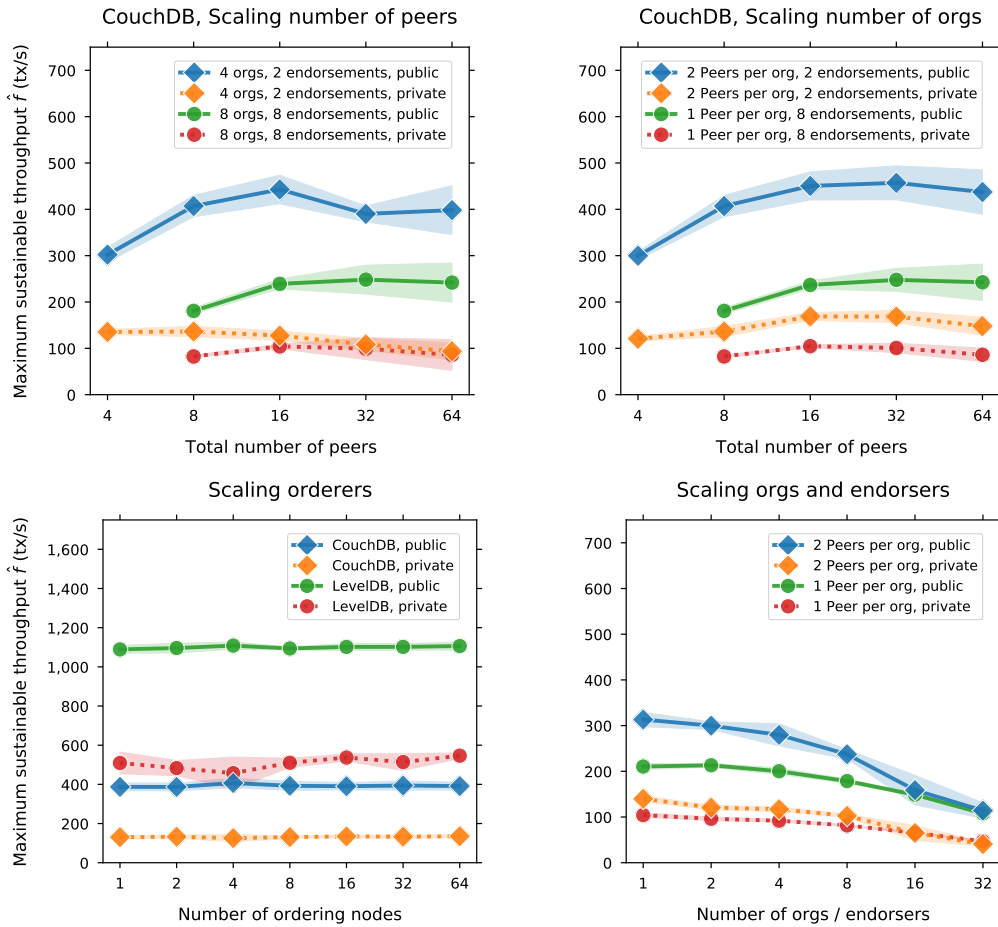 CouchDB, Scaling number of peers
Maximum sustainable throughput f̂ (tx/s)
700
600
500
400
300
200
100
0
4 orgs, 2 endorsements, public
4 orgs, 2 endorsements, private
8 orgs, 8 endorsements, public
8 orgs, 8 endorsements, private
4 8 16 32 64
Total number of peers
CouchDB, Scaling number of orgs
700
600
500
400
300
200
100
0
2 Peers per org, 2 endorsements, public
2 Peers per org, 2 endorsements, private
1 Peer per org, 8 endorsements, public
1 Peer per org, 8 endorsements, private
4 8 16 32 64
Total number of peers
Scaling orderers
Maximum sustainable throughput f̂ (tx/s)
1,600
1,400
1,200
1,000
800
600
400
200
0
CouchDB, public
CouchDB, private
LevelDB, public
LevelDB, private
1 2 4 8 16 32 64
Number of ordering nodes
Scaling orgs and endorsers
700
600
500
400
300
200
100
0
2 Peers per org, public
2 Peers per org, private
1 Peer per org, public
1 Peer per org, private
1 2 4 8 16 32
Number of orgs / endorsers